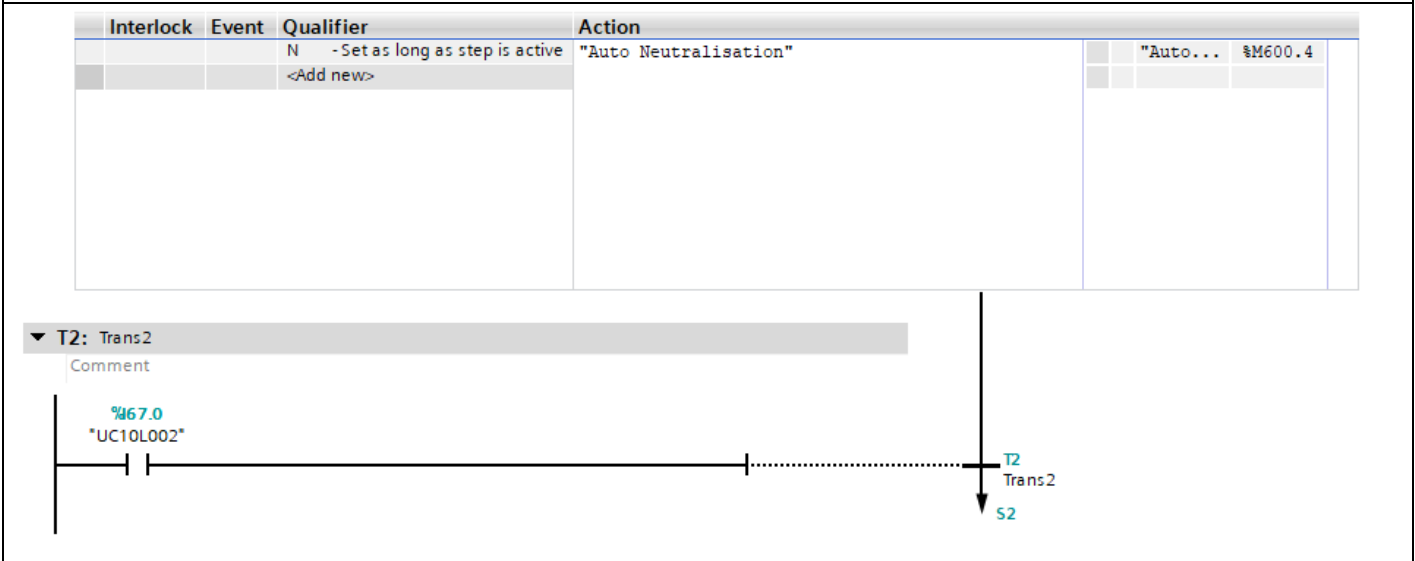 Interlock Event Qualifier Action
N - Set as long as step is active "Auto Neutralisation" "Auto... %M600.4
<Add new>
T2: Trans2
Comment
%I67.0
"UC10L002"
T2
Trans2
S2